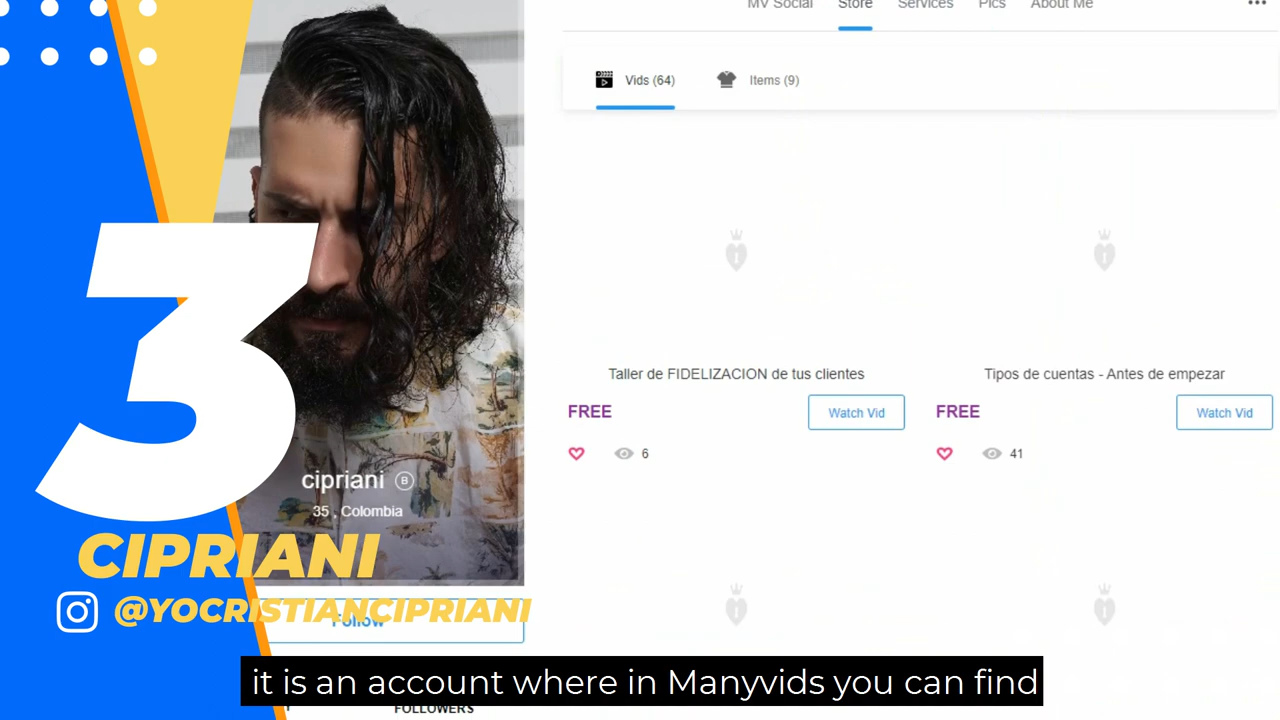 MV Social Store Services Pics About Me
Vids (64) Items (9)
Taller de FIDELIZACION de tus clientes
FREE
Watch Vid
6
Tipos de cuentas - Antes de empezar
FREE
Watch Vid
41
3
cipriani B
35 , Colombia
CIPRIANI
@YOCRISTIANCIPRIANI
Follow
it is an account where in Manyvids you can find
FOLLOWERS